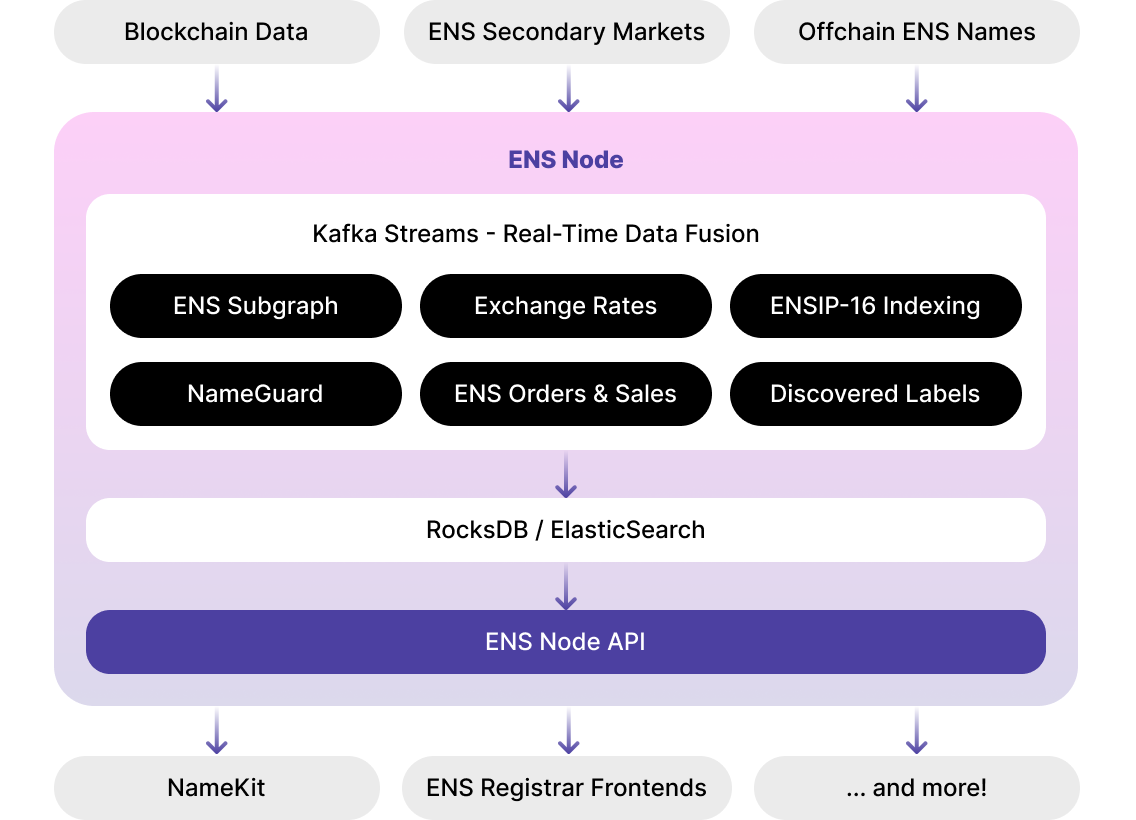 Blockchain Data
ENS Secondary Markets
Offchain ENS Names
ENS Node
Kafka Streams - Real-Time Data Fusion
ENS Subgraph
Exchange Rates
ENSIP-16 Indexing
NameGuard
ENS Orders & Sales
Discovered Labels
RocksDB / ElasticSearch
ENS Node API
NameKit
ENS Registrar Frontends
... and more!